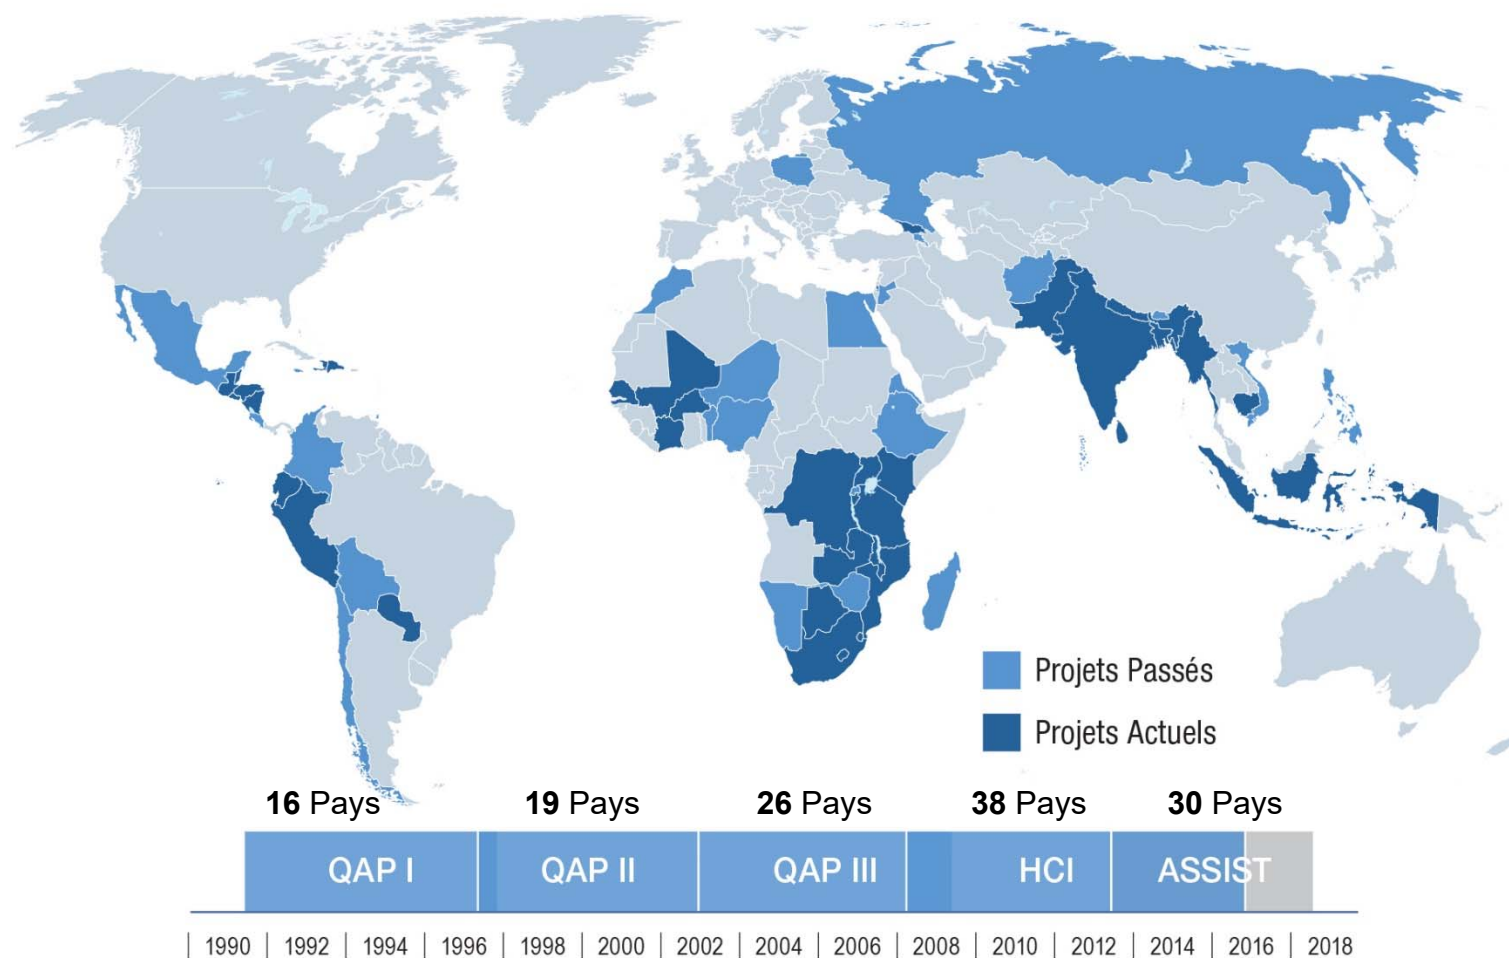 Projets Passés
Projets Actuels
16 Pays 19 Pays 26 Pays 38 Pays 30 Pays
QAP I QAP II QAP III HCI ASSIST
1990 1992 1994 1996 1998 2000 2002 2004 2006 2008 2010 2012 2014 2016 2018